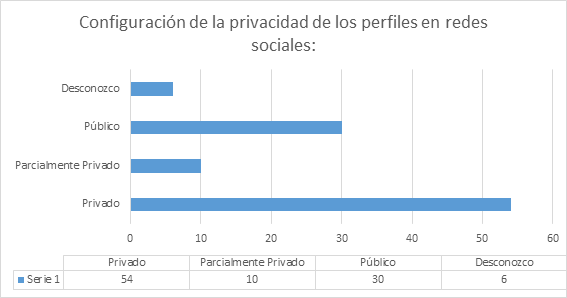 Configuración de la privacidad de los perfiles en redes
sociales:
Desconozco
Público
Parcialmente Privado
Privado
0 10 20 30 40 50 60
Privado Parcialmente Privado Público Desconozco
Serie 1 54 10 30 6